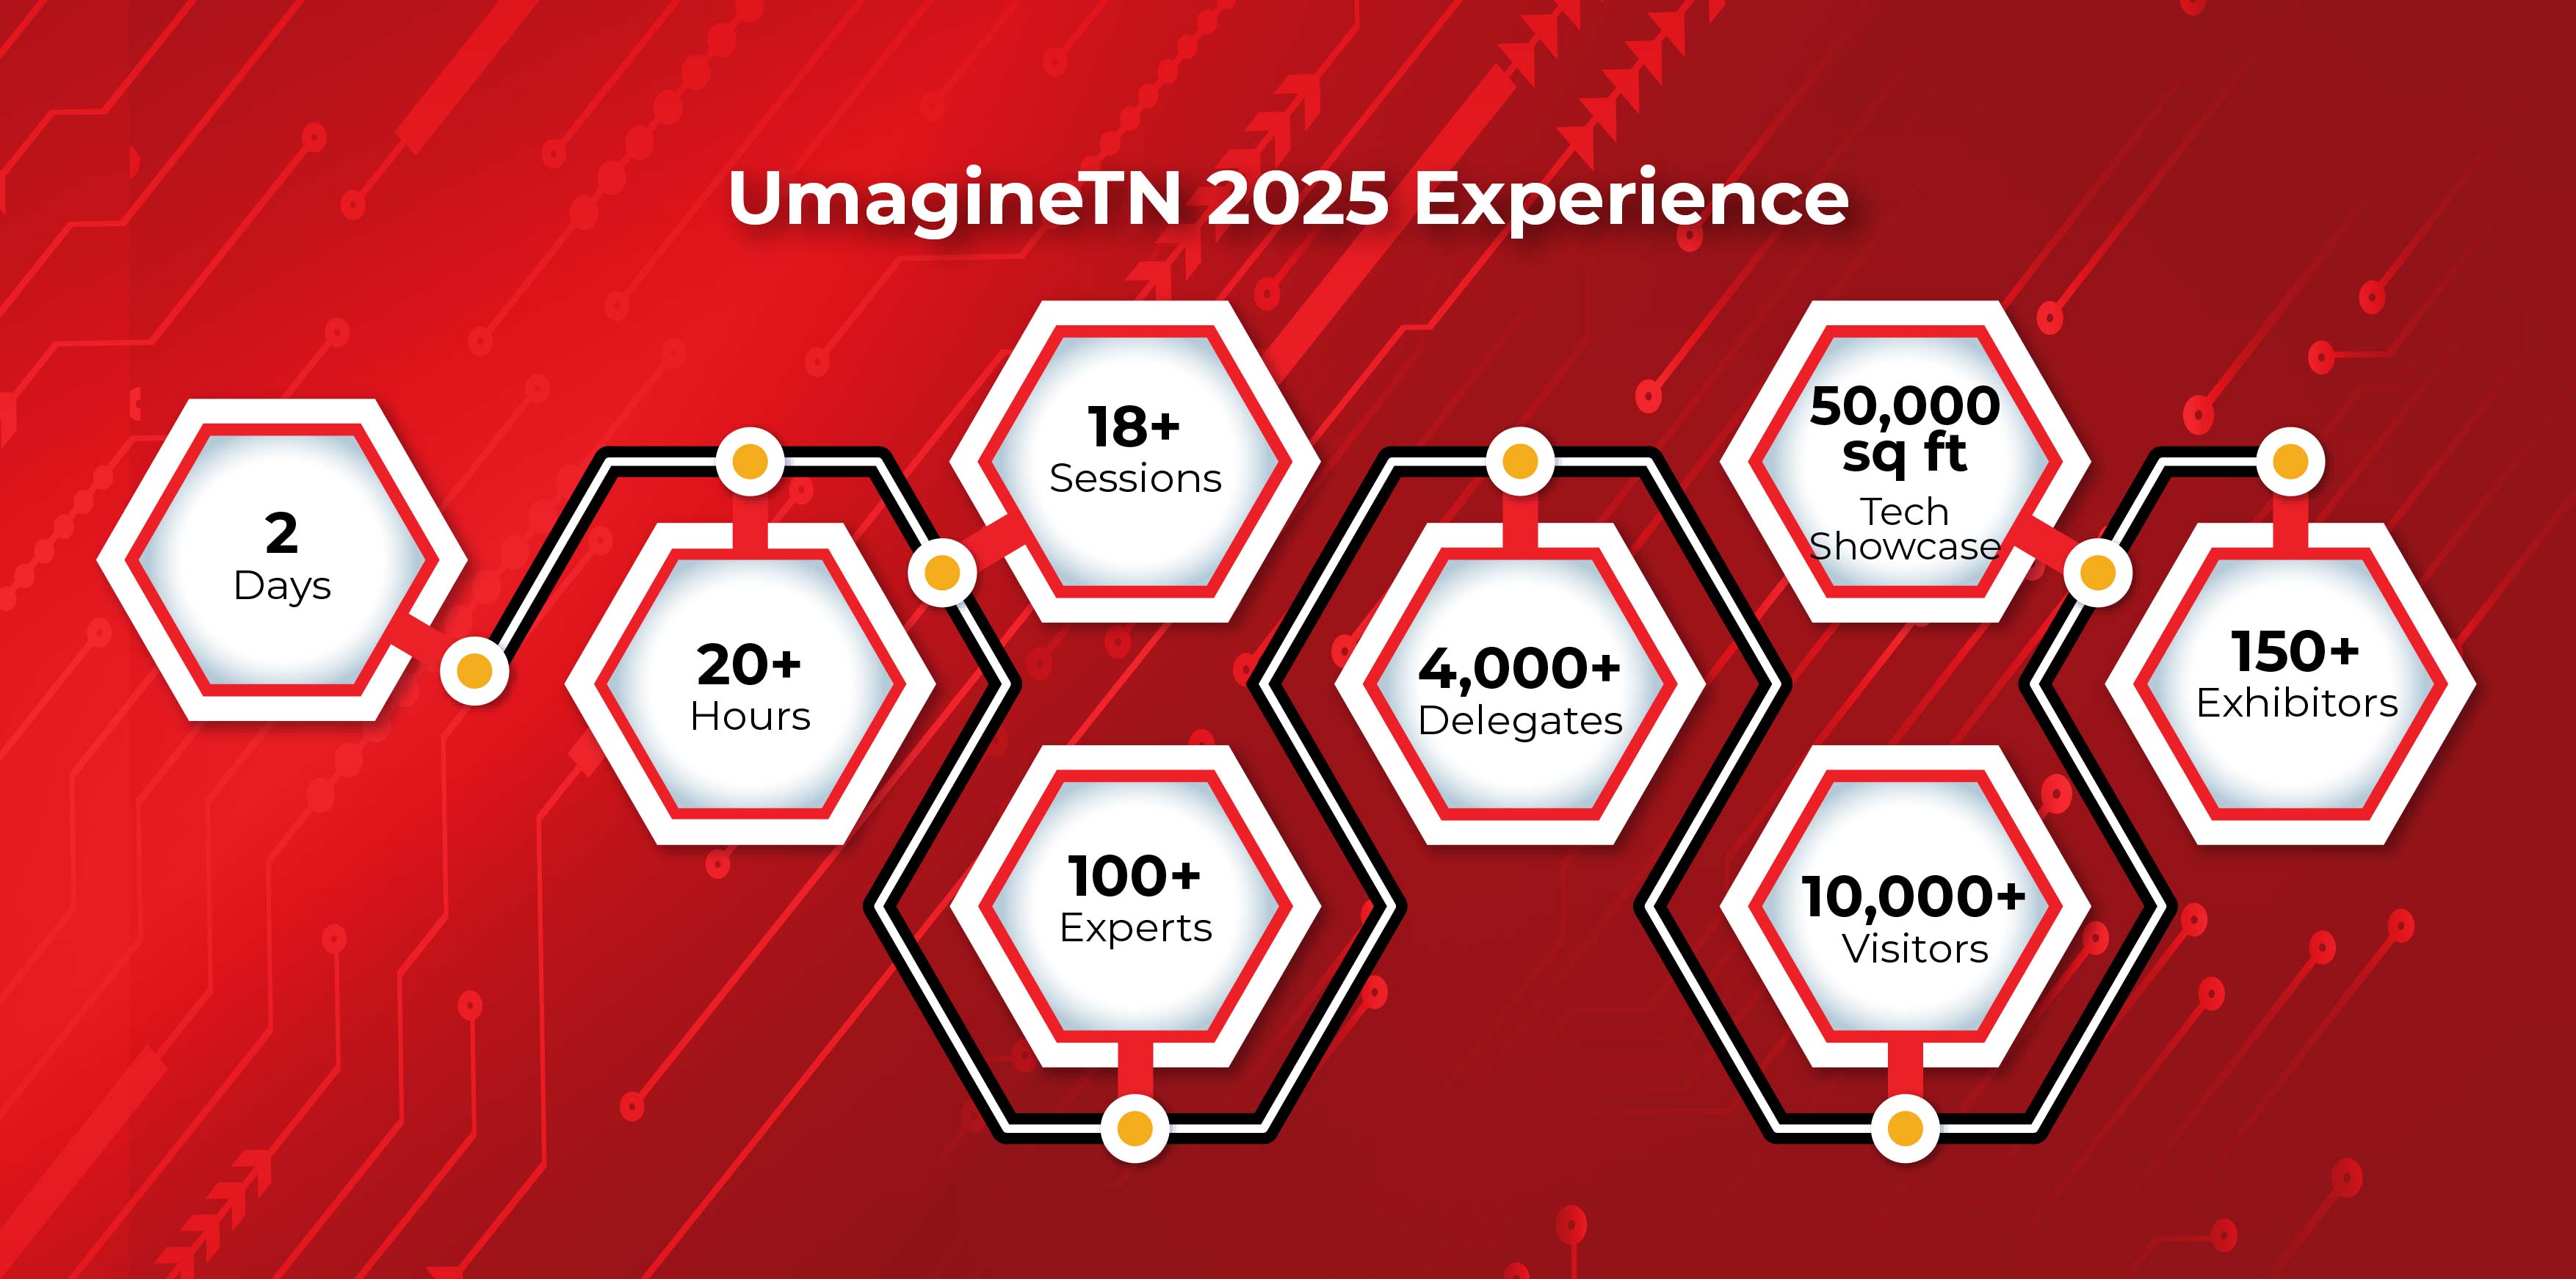 UmagineTN 2025 Experience
2
Days
20+
Hours
18+
Sessions
100+
Experts
4,000+
Delegates
10,000+
Visitors
50,000
sq ft
Tech
Showcase
150+
Exhibitors